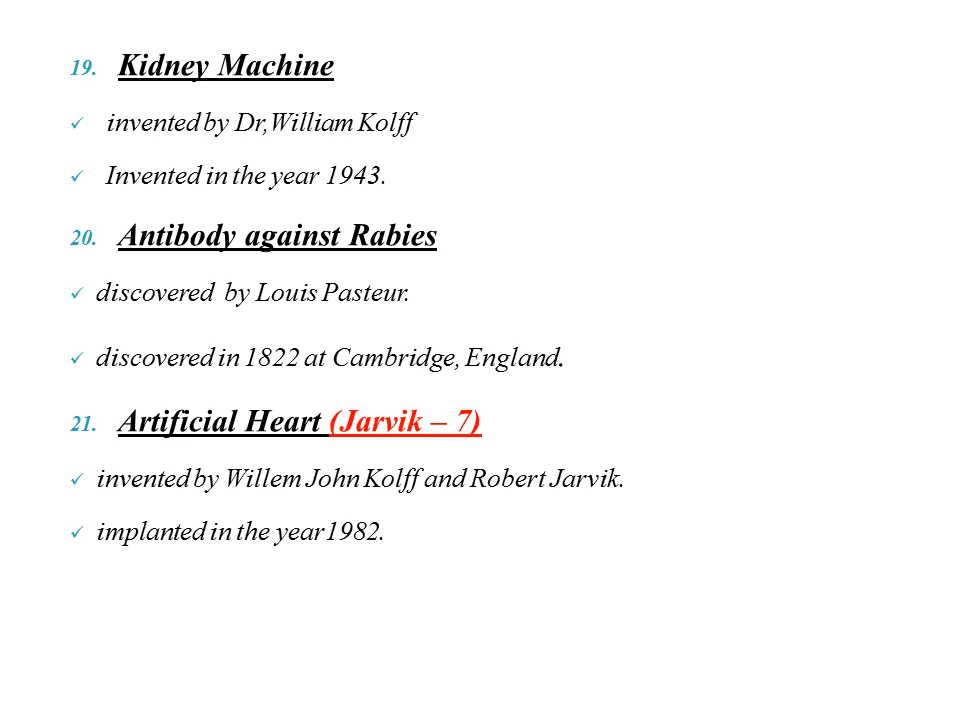 19. Kidney Machine
✓ invented by Dr,William Kolff
✓ Invented in the year 1943.
20. Antibody against Rabies
✓ discovered by Louis Pasteur.
✓ discovered in 1822 at Cambridge, England.
21. Artificial Heart (Jarvik – 7)
✓ invented by Willem John Kolff and Robert Jarvik.
✓ implanted in the year 1982.